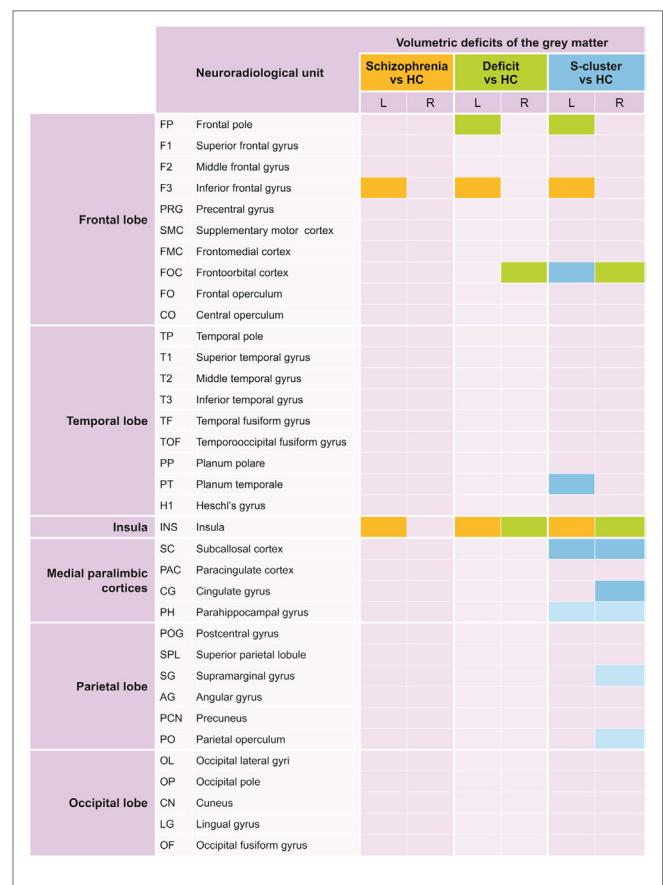 Volumetric deficits of the grey matter
Neuroradiological unit
Schizophrenia vs HC
Deficit vs HC
S-cluster vs HC
L R L R L R
Frontal lobe
FP Frontal pole
F1 Superior frontal gyrus
F2 Middle frontal gyrus
F3 Inferior frontal gyrus
PRG Precentral gyrus
SMC Supplementary motor cortex
FMC Frontomedial cortex
FOC Frontoorbital cortex
FO Frontal operculum
CO Central operculum
Temporal lobe
TP Temporal pole
T1 Superior temporal gyrus
T2 Middle temporal gyrus
T3 Inferior temporal gyrus
TF Temporal fusiform gyrus
TOF Temporooccipital fusiform gyrus
PP Planum polare
PT Planum temporale
H1 Heschl's gyrus
Insula
INS Insula
Medial paralimbic
cortices
SC Subcallosal cortex
PAC Paracingulate cortex
CG Cingulate gyrus
PH Parahippocampal gyrus
Parietal lobe
POG Postcentral gyrus
SPL Superior parietal lobule
SG Supramarginal gyrus
AG Angular gyrus
PCN Precuneus
PO Parietal operculum
Occipital lobe
OL Occipital lateral gyri
OP Occipital pole
CN Cuneus
LG Lingual gyrus
OF Occipital fusiform gyrus